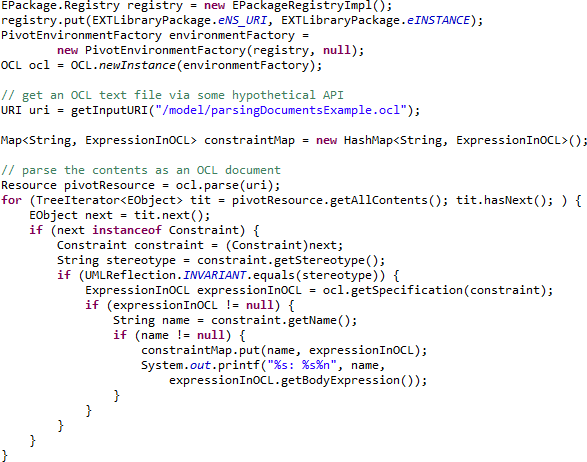 EPackage.Registry registry = new EPackageRegistryImpl();
registry.put(EXTLibraryPackage.eNS_URI, EXTLibraryPackage.eINSTANCE);
PivotEnvironmentFactory environmentFactory =
        new PivotEnvironmentFactory(registry, null);
OCL ocl = OCL.newInstance(environmentFactory);

// get an OCL text file via some hypothetical API
URI uri = getInputURI("/model/parsingDocumentsExample.ocl");

Map<String, ExpressionInOCL> constraintMap = new HashMap<String, ExpressionInOCL>();

// parse the contents as an OCL document
Resource pivotResource = ocl.parse(uri);
for (TreeIterator<EObject> tit = pivotResource.getAllContents(); tit.hasNext(); ) {
    EObject next = tit.next();
    if (next instanceof Constraint) {
        Constraint constraint = (Constraint)next;
        String stereotype = constraint.getStereotype();
        if (UMLReflection.INVARIANT.equals(stereotype)) {
            ExpressionInOCL expressionInOCL = ocl.getSpecification(constraint);
            if (expressionInOCL != null) {
                String name = constraint.getName();
                if (name != null) {
                    constraintMap.put(name, expressionInOCL);
                    System.out.printf("%s: %s%n", name,
                        expressionInOCL.getBodyExpression());
                }
            }
        }
    }
}